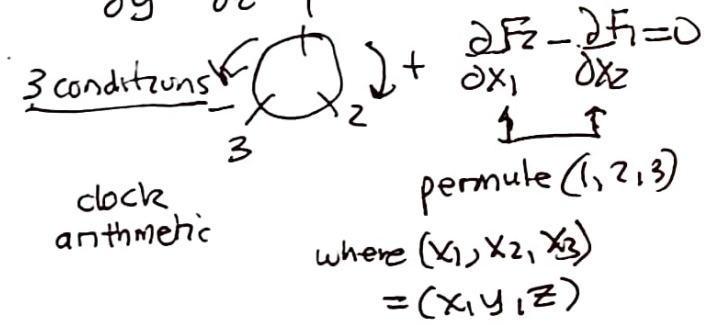 ∂y ∂z 1
3 conditions - + ∂F2/∂x1 - ∂F1/∂x2 = 0
3 2
permute (1,2,3)
clock
arithmetic
where (x1, x2, x3)
= (x, y, z)